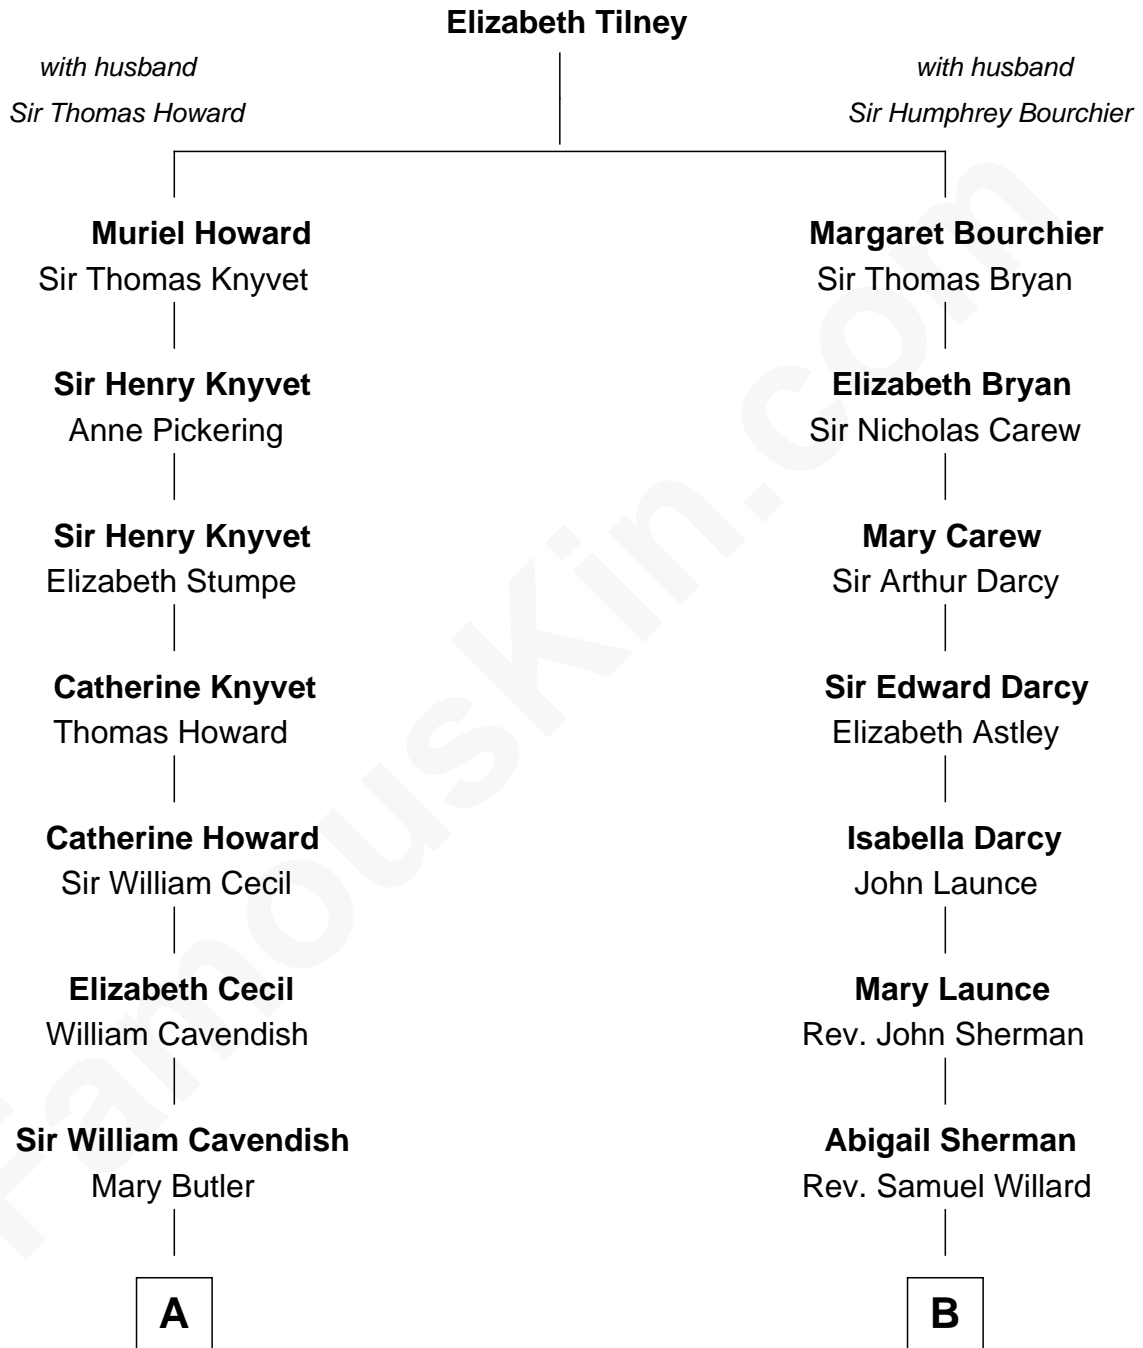 Elizabeth Tilney
with husband
Sir Thomas Howard
with husband
Sir Humphrey Bourchier
Muriel Howard
Sir Thomas Knyvet
Margaret Bourchier
Sir Thomas Bryan
Sir Henry Knyvet
Anne Pickering
Elizabeth Bryan
Sir Nicholas Carew
Sir Henry Knyvet
Elizabeth Stumpe
Mary Carew
Sir Arthur Darcy
Catherine Knyvet
Thomas Howard
Sir Edward Darcy
Elizabeth Astley
Catherine Howard
Sir William Cecil
Isabella Darcy
John Launce
Elizabeth Cecil
William Cavendish
Mary Launce
Rev. John Sherman
Sir William Cavendish
Mary Butler
Abigail Sherman
Rev. Samuel Willard
A
B
FamousKin.com